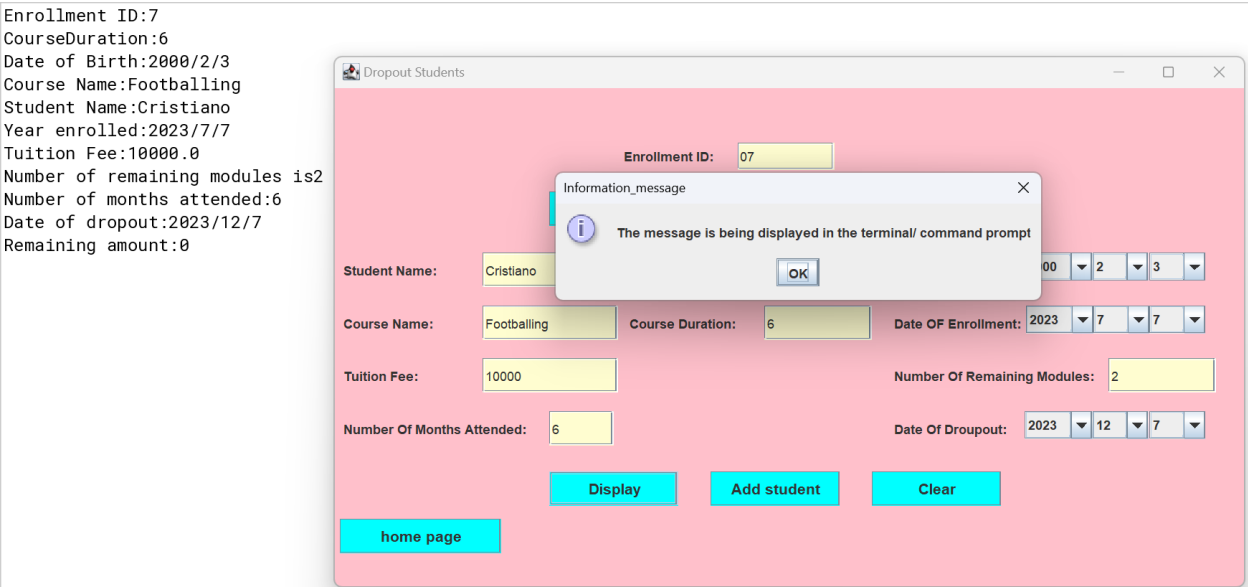 Enrollment ID:7
CourseDuration:6
Date of Birth:2000/2/3
Course Name:Footballing
Student Name:Cristiano
Year enrolled:2023/7/7
Tuition Fee:10000.0
Number of remaining modules is2
Number of months attended:6
Date of dropout:2023/12/7
Remaining amount:0
Dropout Students
Enrollment ID: 07
Information_message
The message is being displayed in the terminal/ command prompt
OK
Student Name: Cristiano 00 2 3
Course Name: Footballing Course Duration: 6 Date OF Enrollment: 2023 7 7
Tuition Fee: 10000 Number Of Remaining Modules: 2
Number Of Months Attended: 6 Date Of Droupout: 2023 12 7
Display Add student Clear
home page